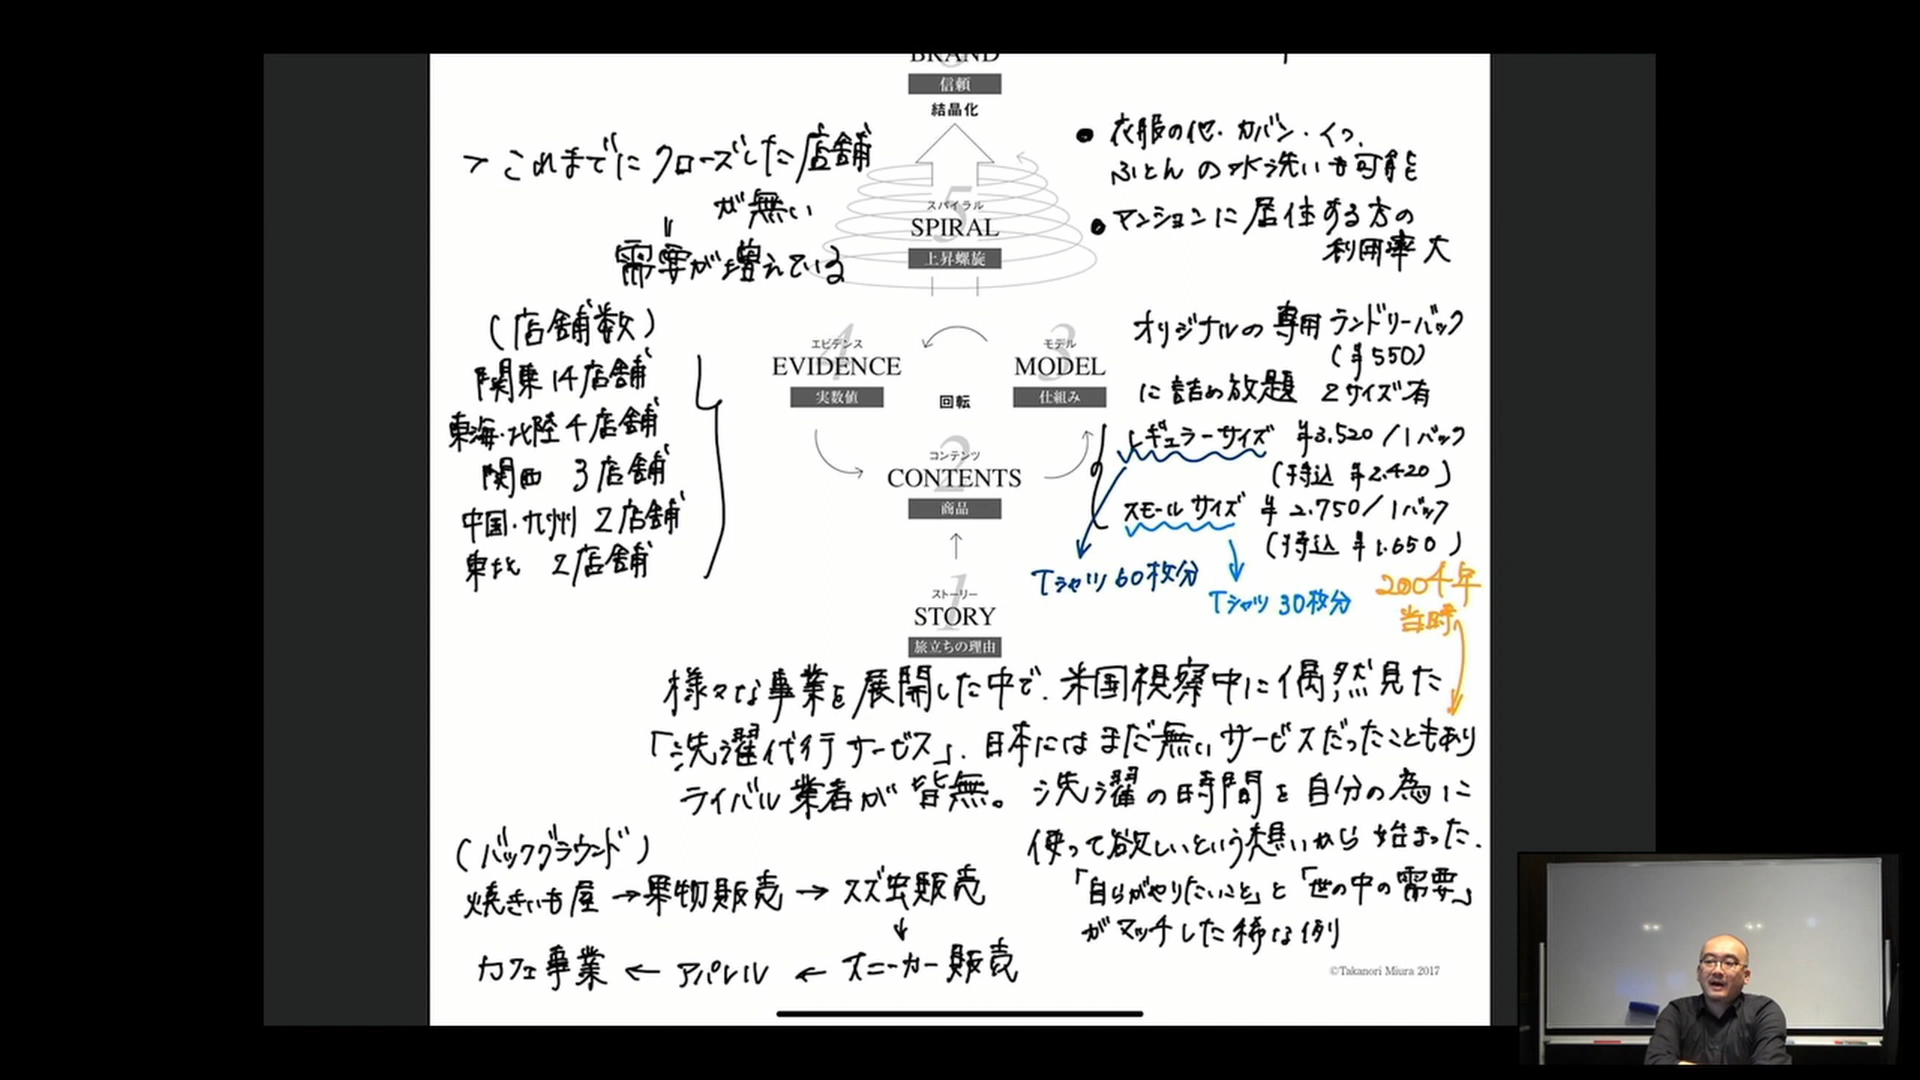 BRAND
信頼
結晶化
→ これまでにクローズした店舗
が無い
〃
需要が増えている
スパイラル
5
SPIRAL
上昇螺旋
● 衣服の他・カバン・イフ、
ふとんの水洗いも可能
● マンションに居住する方の
利用率大
(店舗数)
関東 14店舗
東海・北陸 4店舗
関西 3店舗
中国・九州 2店舗
東北 2店舗
エビデンス
4
EVIDENCE
実数値
回転
モデル
3
MODEL
仕組み
オリジナルの専用ランドリーバック
(¥550)
に詰め放題 2サイズ有
レギュラーサイズ ¥3.520/1バック
(持込 ¥2.420)
スモールサイズ ¥2.750/1バック
(持込 ¥1.650)
Tシャツ60枚分
Tシャツ30枚分
コンテンツ
2
CONTENTS
商品
ストーリー
1
STORY
旅立ちの理由
2004年
当時
様々な事業を展開した中で、米国視察中に偶然見た
「洗濯代行サービス」、日本にはまだ無いサービスだったこともあり
ライバル業者が皆無。洗濯の時間を自分の為に
使って欲しいという想いから始まった。
「自らがやりたいこと」と「世の中の需要」
がマッチした稀な例
(バックグラウンド)
焼きいも屋→果物販売→スズ虫販売
↓
カフェ事業←アパレル←スニーカー販売
©Takanori Miura 2017